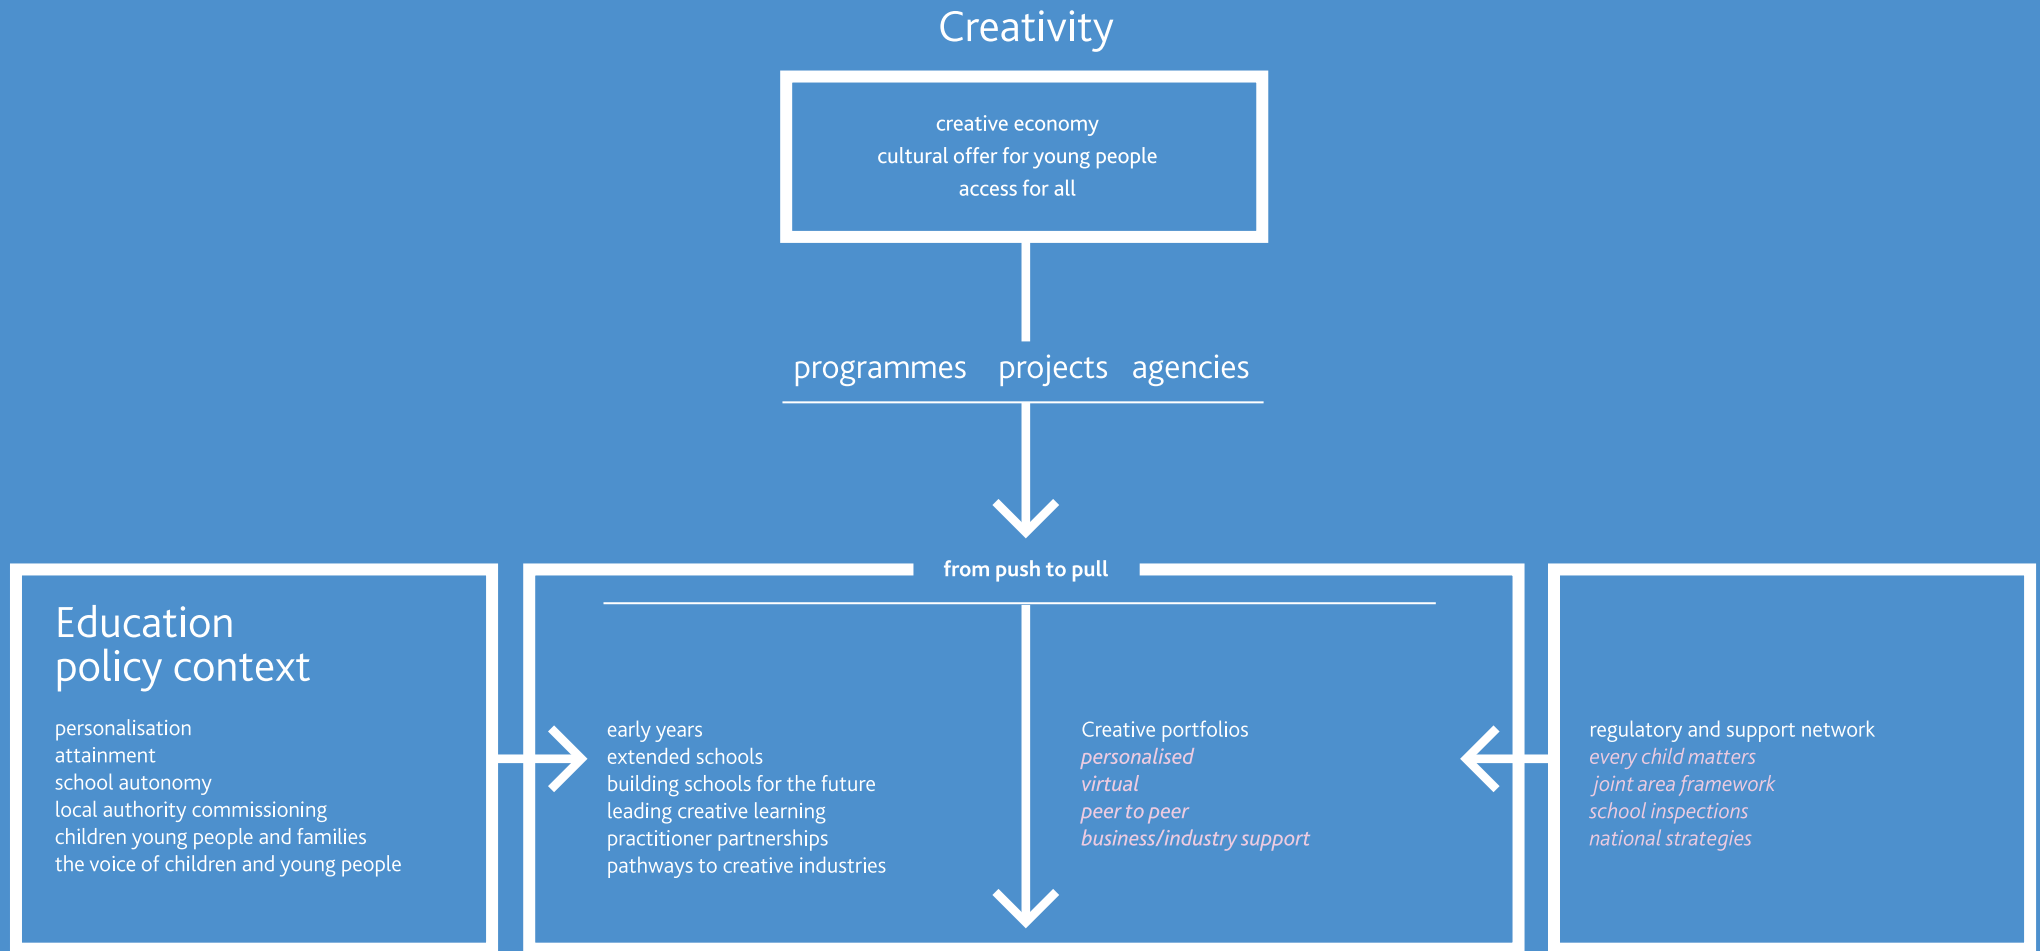 Creativity
creative economy
cultural offer for young people
access for all
programmes projects agencies
from push to pull
Education
policy context
personalisation
attainment
school autonomy
local authority commissioning
children young people and families
the voice of children and young people
early years
extended schools
building schools for the future
leading creative learning
practitioner partnerships
pathways to creative industries
Creative portfolios
personalised
virtual
peer to peer
business/industry support
regulatory and support network
every child matters
joint area framework
school inspections
national strategies